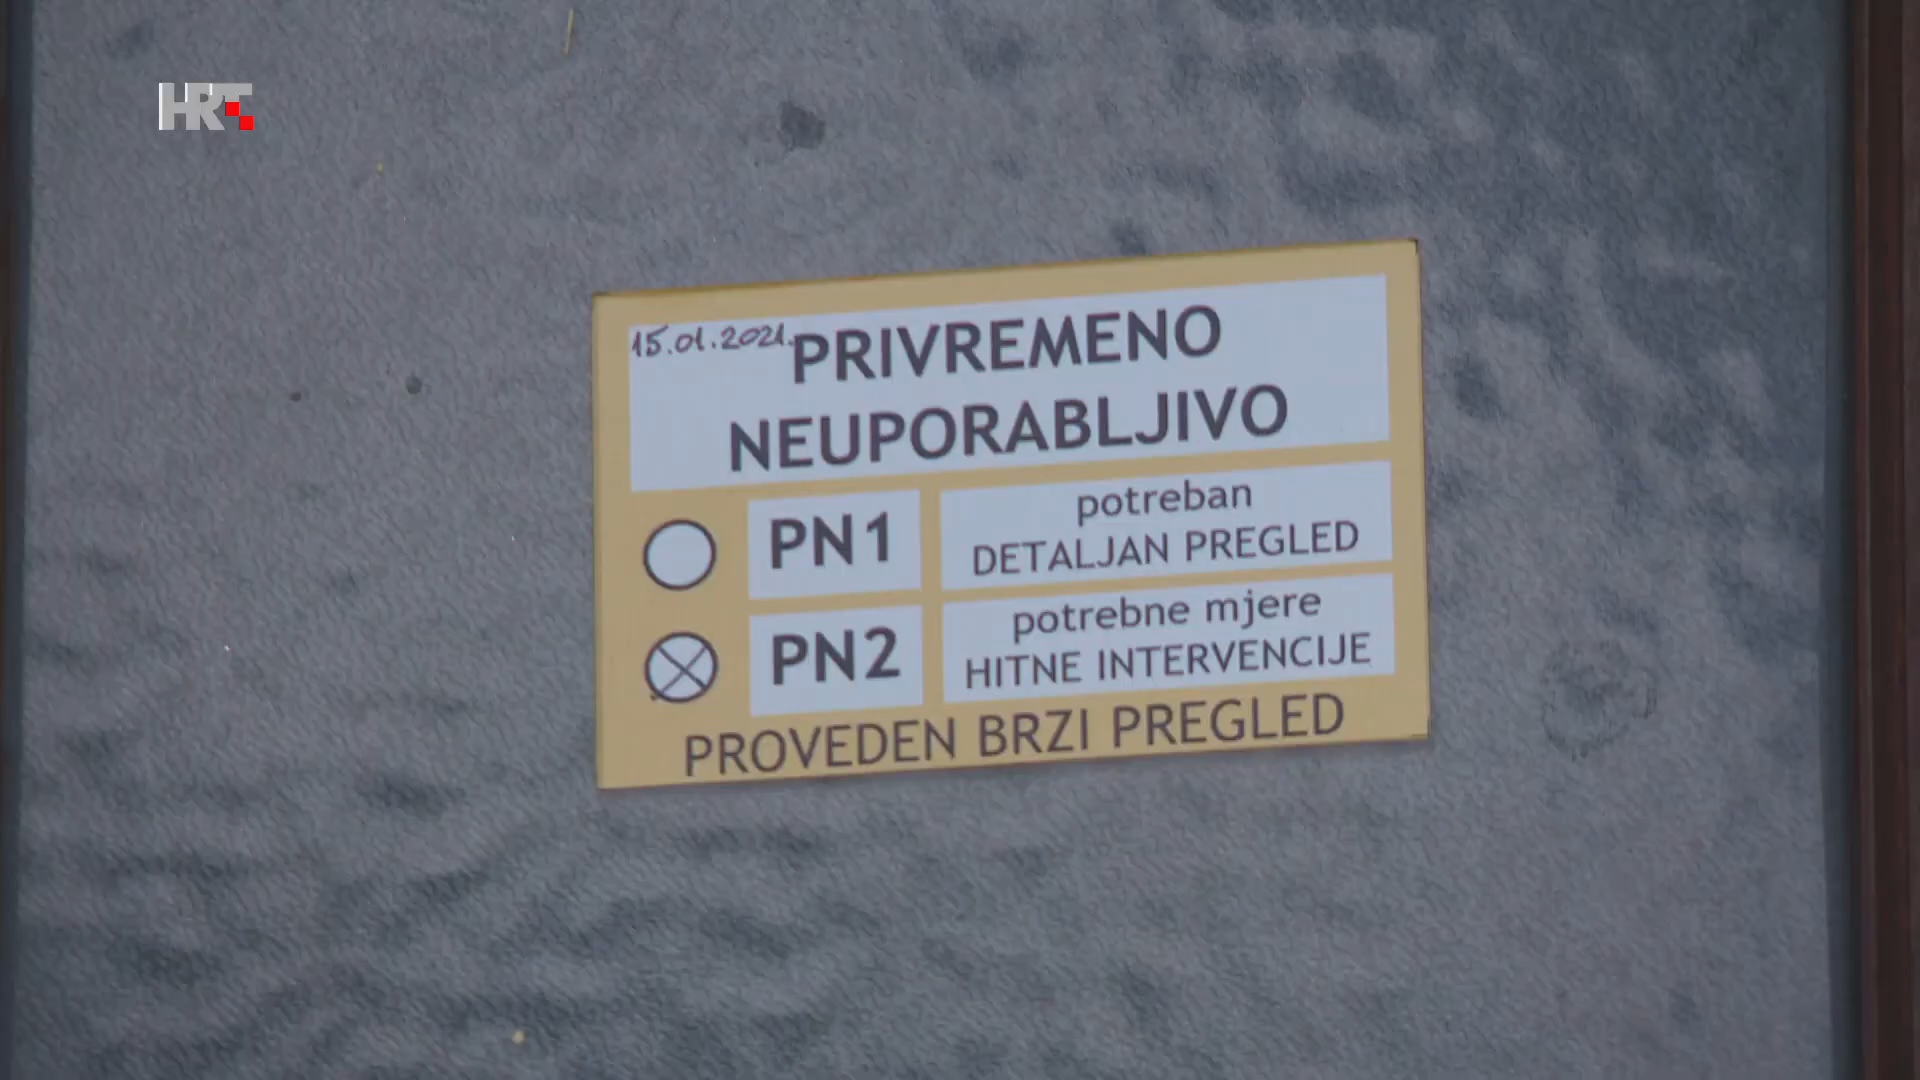 HRT
15.01.2021.
PRIVREMENO
NEUPORABLJIVO
PN1
potreban
DETALJAN PREGLED
PN2
potrebne mjere
HITNE INTERVENCIJE
PROVEDEN BRZI PREGLED